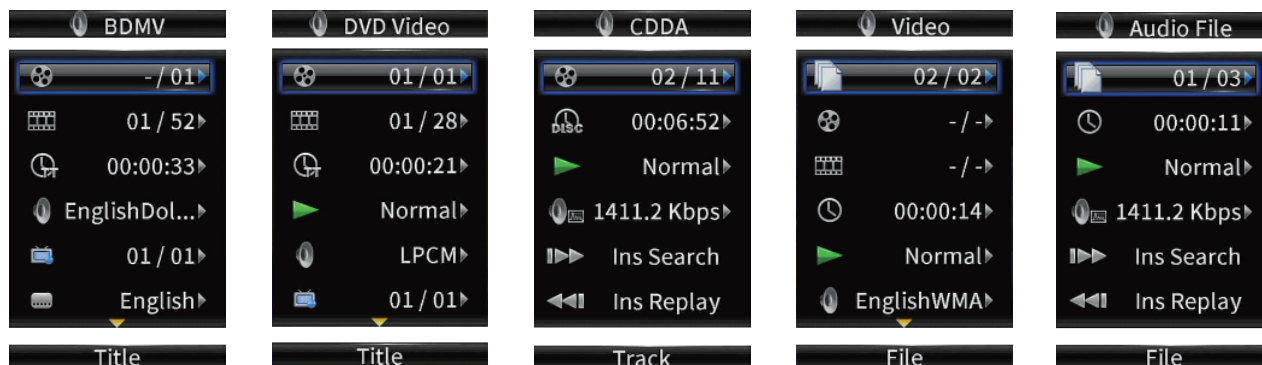 BDMV
- / 01
01 / 52
00:00:33
EnglishDol...
01 / 01
English
Title
DVD Video
01 / 01
01 / 28
00:00:21
Normal
LPCM
01 / 01
Title
CDDA
02 / 11
DISC
00:06:52
Normal
1411.2 Kbps
Ins Search
Ins Replay
Track
Video
02 / 02
- / -
- / -
00:00:14
Normal
EnglishWMA
File
Audio File
01 / 03
00:00:11
Normal
1411.2 Kbps
Ins Search
Ins Replay
File